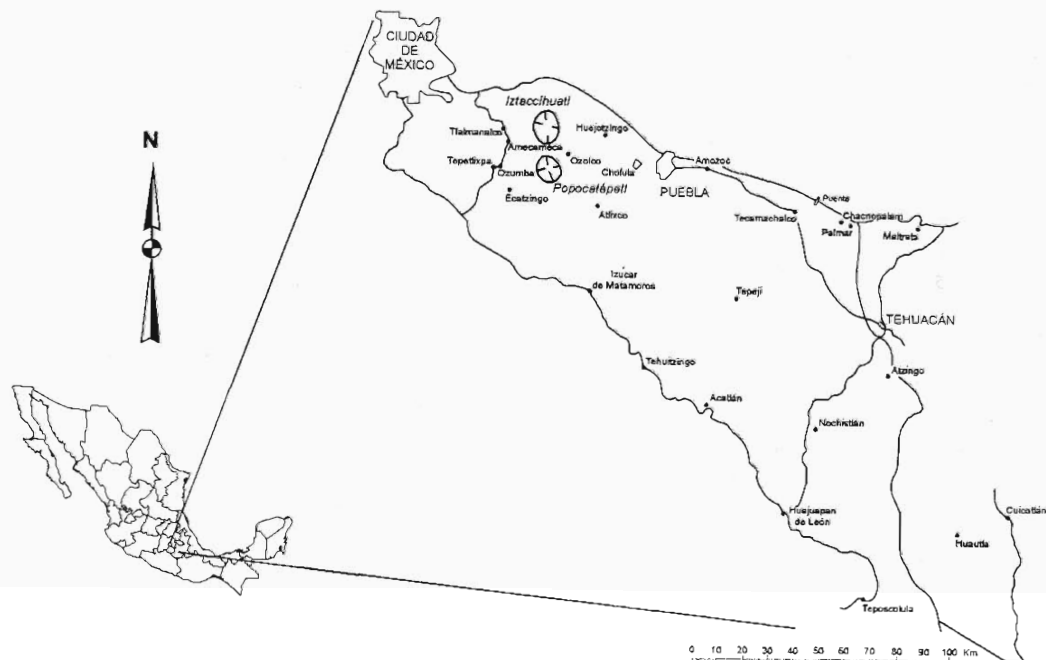 CIUDAD
DE
MÉXICO
Iztaccíhuatl
Tlalmanalco
Huejotzingo
Amecameca
Ozolco
Amozoc
Tepetlixpa
Ozumba
Cholula
PUEBLA
Popocatépetl
Ecatzingo
Puente
Atlixco
Tecamachalco
Chacnopalam
Palmar
Maltrata
N
Izúcar
de Matamoros
Tepeji
TEHUACÁN
Tehuitzingo
Atzingo
Acatlán
Nochistlán
Huajuapan
de León
Cuicatlán
Huautla
Teposcolula
0 10 20 30 40 50 60 70 80 90 100 Km